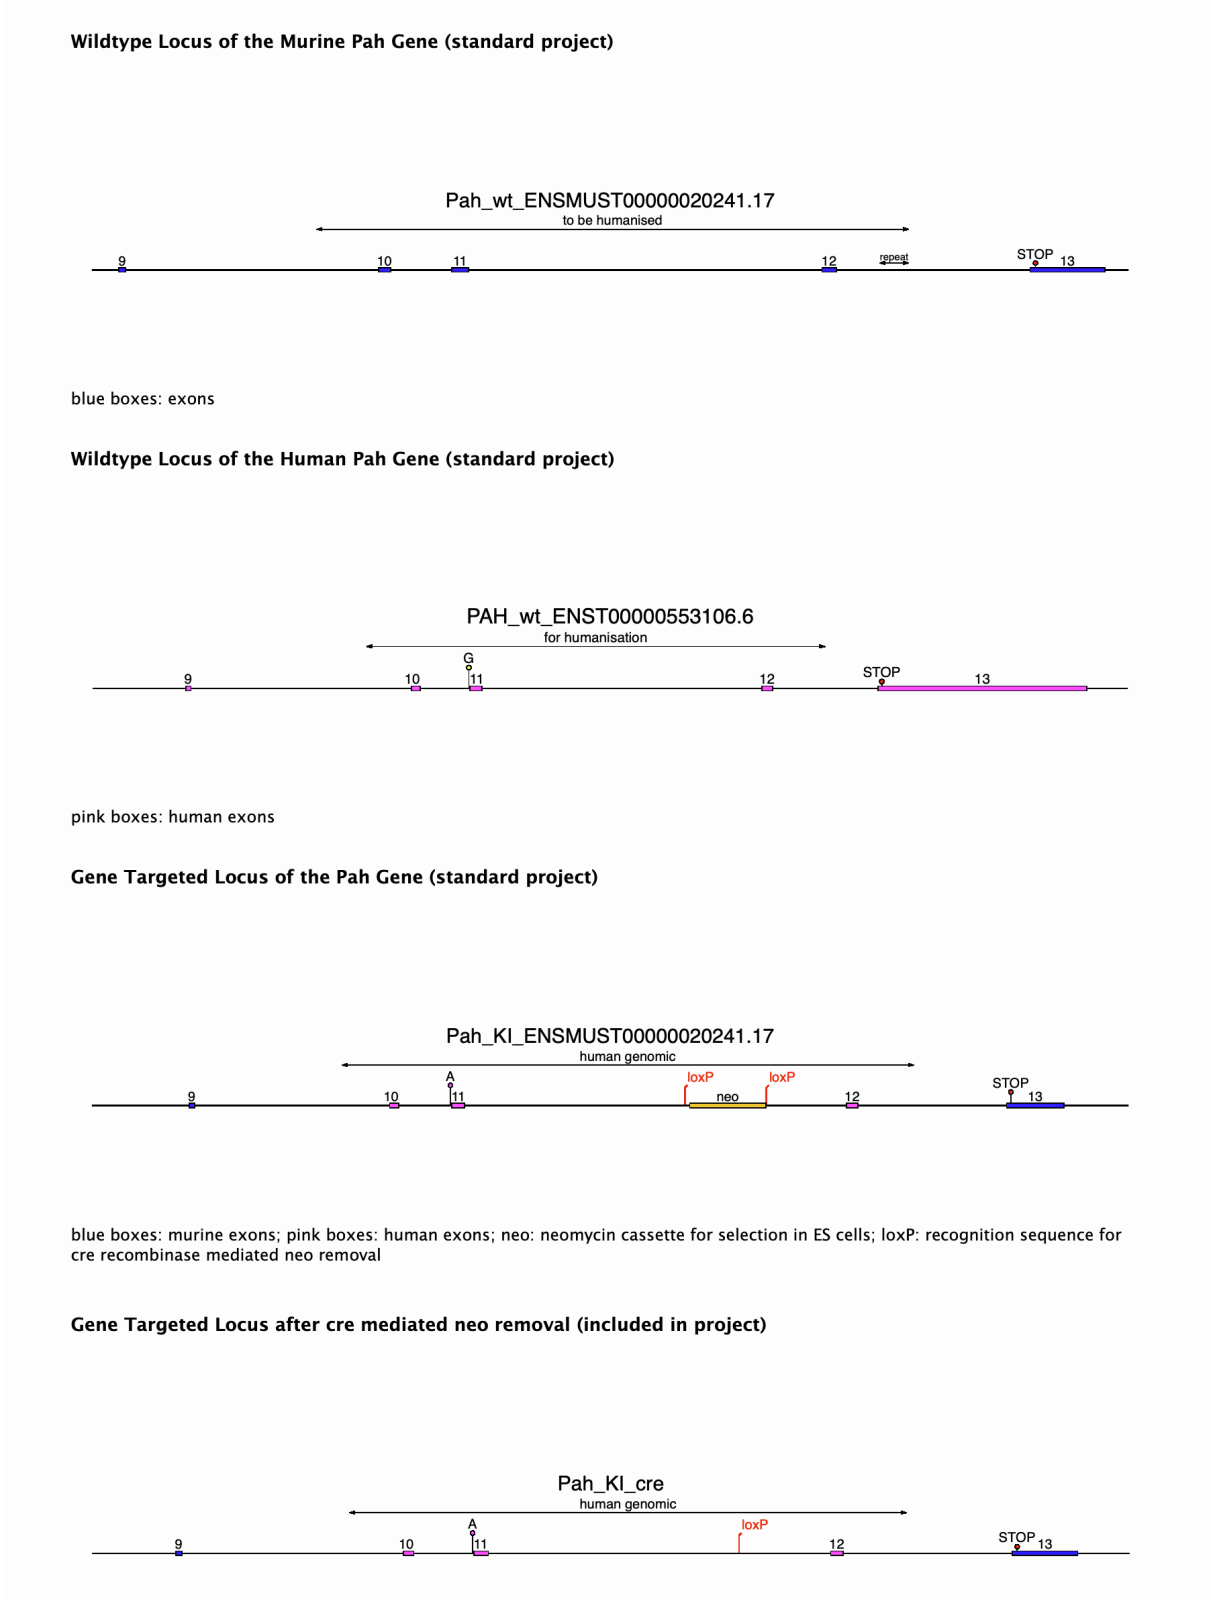 Wildtype Locus of the Murine Pah Gene (standard project)
Pah_wt_ENSMUST00000020241.17
to be humanised
9 10 11 12 repeat STOP 13
blue boxes: exons
Wildtype Locus of the Human Pah Gene (standard project)
PAH_wt_ENST00000553106.6
for humanisation
G
9 10 11 12 STOP 13
pink boxes: human exons
Gene Targeted Locus of the Pah Gene (standard project)
Pah_KI_ENSMUST00000020241.17
human genomic
A loxP loxP STOP
9 10 11 neo 12 13
blue boxes: murine exons; pink boxes: human exons; neo: neomycin cassette for selection in ES cells; loxP: recognition sequence for
cre recombinase mediated neo removal
Gene Targeted Locus after cre mediated neo removal (included in project)
Pah_KI_cre
human genomic
A loxP
9 10 11 12 STOP 13